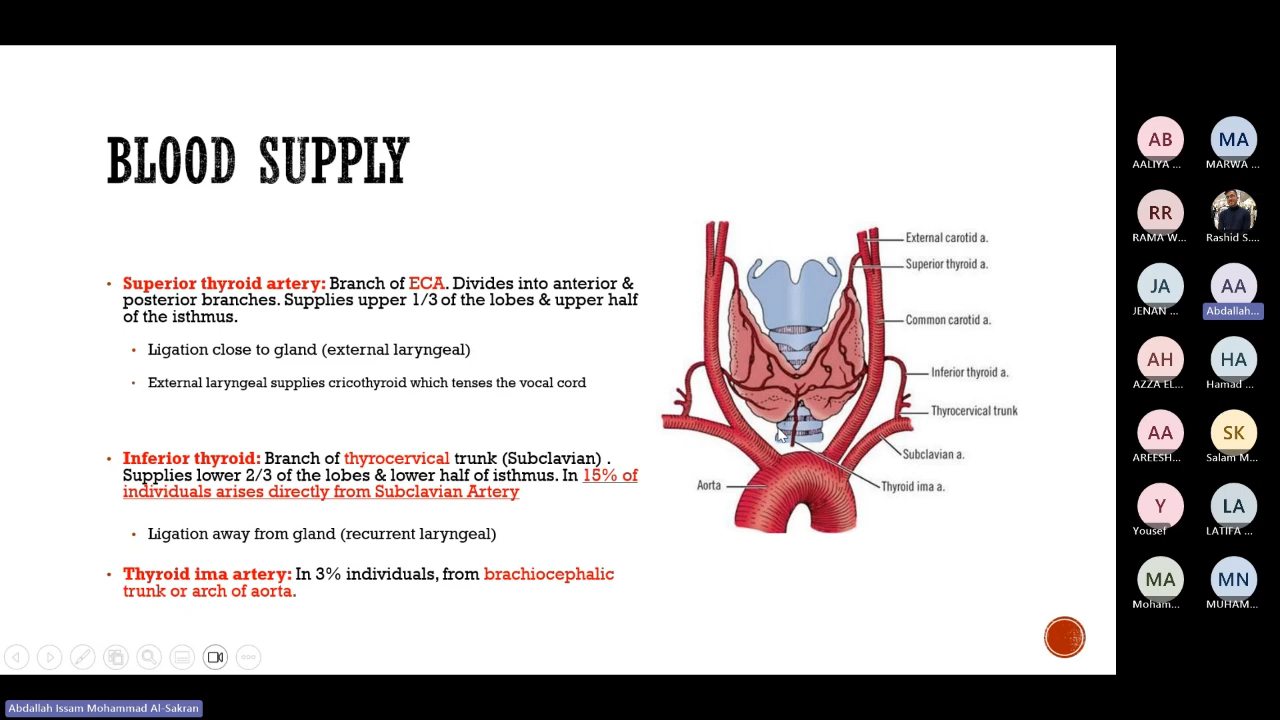 BLOOD SUPPLY
Superior thyroid artery: Branch of ECA. Divides into anterior &
posterior branches. Supplies upper 1/3 of the lobes & upper half
of the isthmus.
Ligation close to gland (external laryngeal)
External laryngeal supplies cricothyroid which tenses the vocal cord
Inferior thyroid: Branch of thyrocervical trunk (Subclavian) .
Supplies lower 2/3 of the lobes & lower half of isthmus. In 15% of
individuals arises directly from Subclavian Artery
Ligation away from gland (recurrent laryngeal)
Thyroid ima artery: In 3% individuals, from brachiocephalic
trunk or arch of aorta.
External carotid a.
Superior thyroid a.
Common carotid a.
Inferior thyroid a.
Thyrocervical trunk
Subclavian a.
Aorta
Thyroid ima a.
AB
MA
AALIYA ...
MARWA ...
RR
RAMA W...
Rashid S....
JA
AA
JENAN ...
Abdallah...
AH
HA
AZZA EL...
Hamad ...
AA
SK
AREESH...
Salam M...
Y
LA
Yousef
LATIFA ...
MA
MN
Moham...
MUHAM...
Abdallah Issam Mohammad Al-Sakran